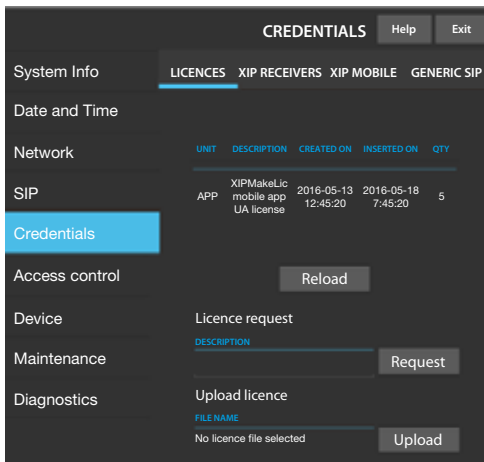 CREDENTIALS Help Exit
System Info
LICENCES XIP RECEIVERS XIP MOBILE GENERIC SIP
Date and Time
Network
UNIT DESCRIPTION CREATED ON INSERTED ON QTY
SIP
APP XIPMakeLic mobile app UA license 2016-05-13 12:45:20 2016-05-18 7:45:20 5
Credentials
Access control
Reload
Device
Licence request
DESCRIPTION
Maintenance
Request
Diagnostics
Upload licence
FILE NAME
No licence file selected
Upload